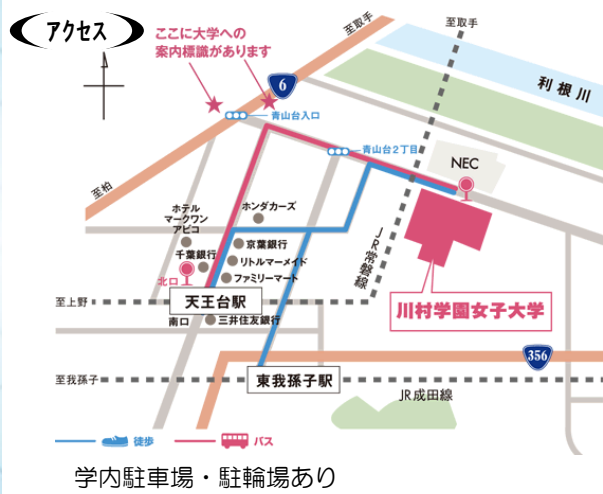 アクセス
ここに大学への
案内標識があります
至取手
至取手
6
利根川
青山台入口
青山台2丁目
NEC
至柏
ホテル
マークワン
アビコ
ホンダカーズ
千葉銀行
京葉銀行
リトルマーメイド
ファミリーマート
北口
JR常磐線
至上野
天王台駅
川村学園女子大学
南口
三井住友銀行
356
至我孫子
東我孫子駅
JR成田線
徒歩
バス
学内駐車場・駐輪場あり